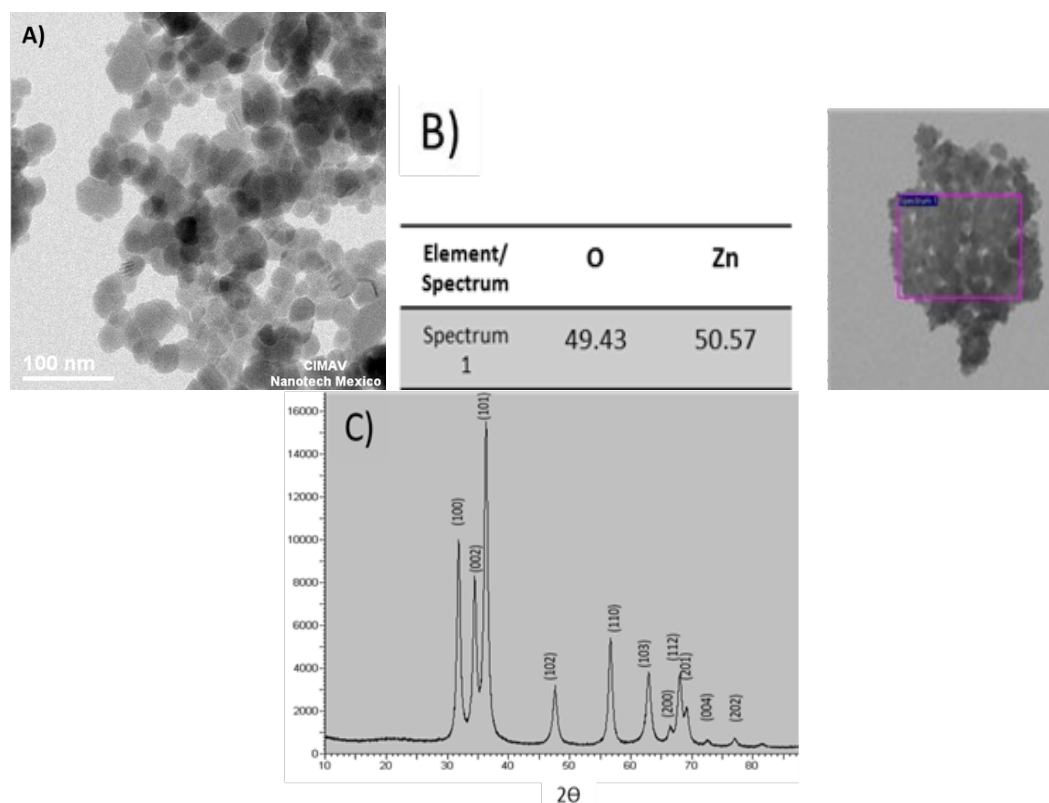 A)
100 nm
CIMAV
Nanotech Mexico
B)
Element/ O Zn
Spectrum
Spectrum 49.43 50.57
1
Spectrum 1
C)
(101)
(100)
(002)
(110)
(102)
(103)
(112)
(201)
(200)
(004)
(202)
16000
14000
12000
10000
8000
6000
4000
2000
0
10 20 30 40 50 60 70 80
2Θ